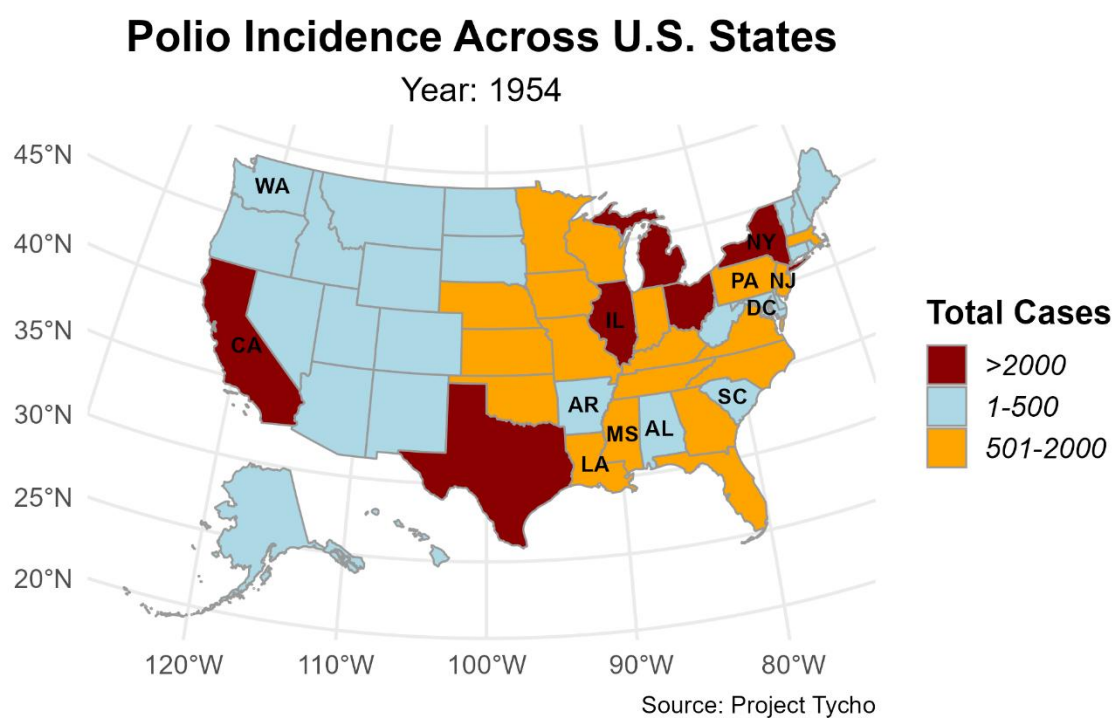 Polio Incidence Across U.S. States
Year: 1954
45°N
40°N
35°N
30°N
25°N
20°N
WA
NY
PA NJ
DC
IL
CA
SC
AR
AL
MS
LA
Total Cases
>2000
1-500
501-2000
120°W 110°W 100°W 90°W 80°W
Source: Project Tycho